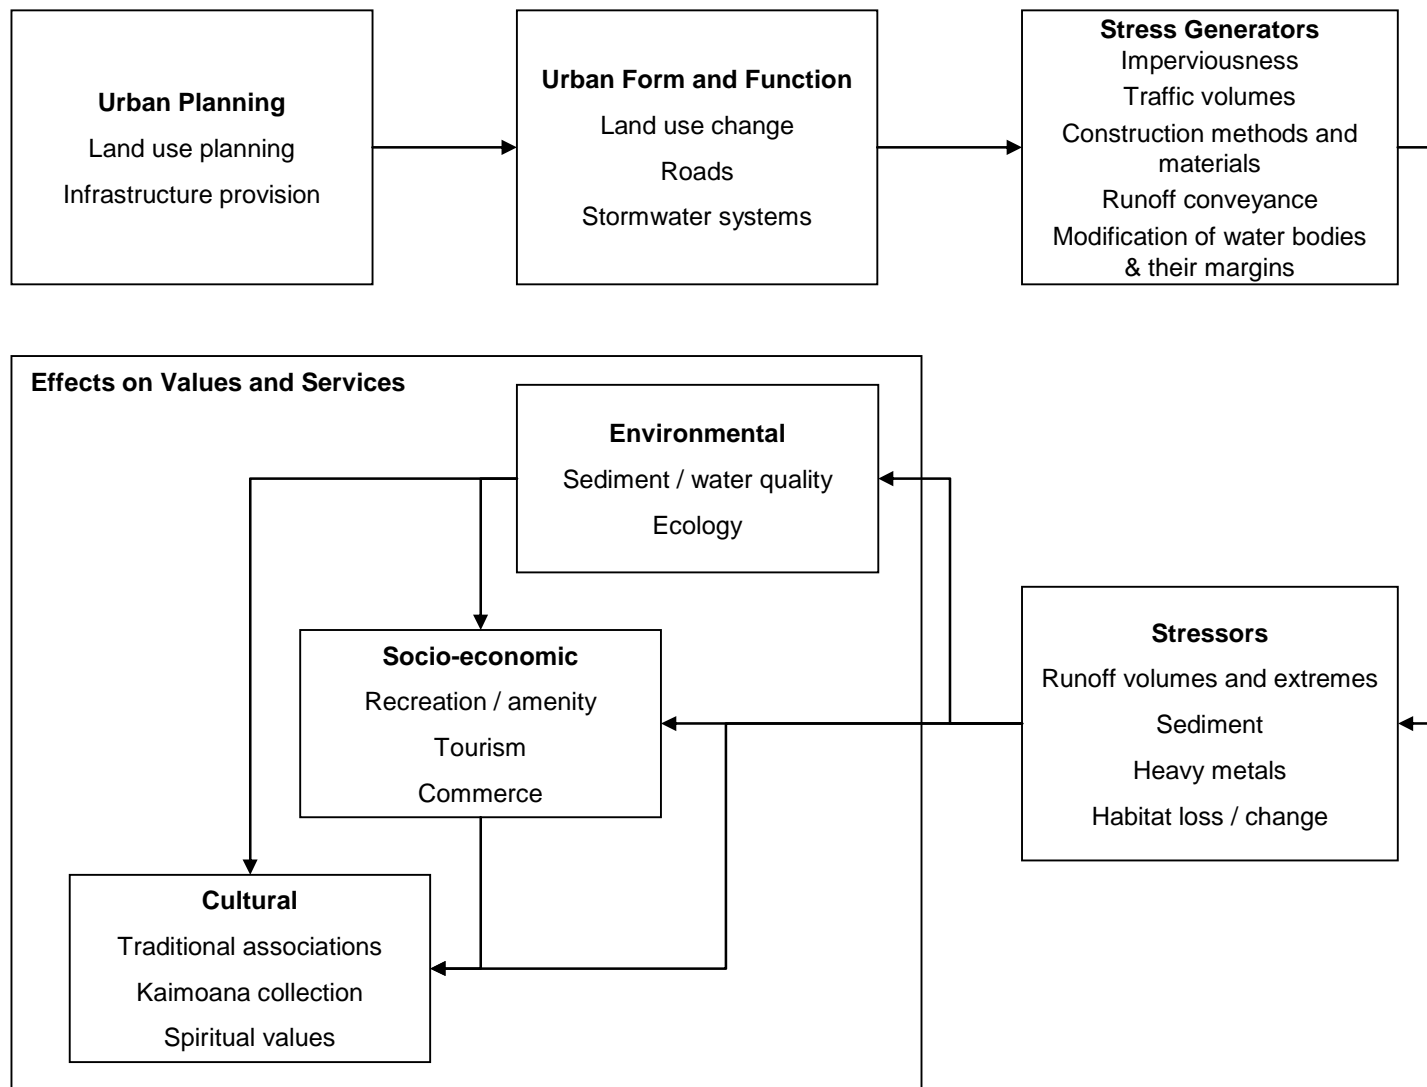 Urban Planning
Land use planning
Infrastructure provision
Urban Form and Function
Land use change
Roads
Stormwater systems
Stress Generators
Imperviousness
Traffic volumes
Construction methods and
materials
Runoff conveyance
Modification of water bodies
& their margins
Effects on Values and Services
Environmental
Sediment / water quality
Ecology
Socio-economic
Recreation / amenity
Tourism
Commerce
Cultural
Traditional associations
Kaimoana collection
Spiritual values
Stressors
Runoff volumes and extremes
Sediment
Heavy metals
Habitat loss / change